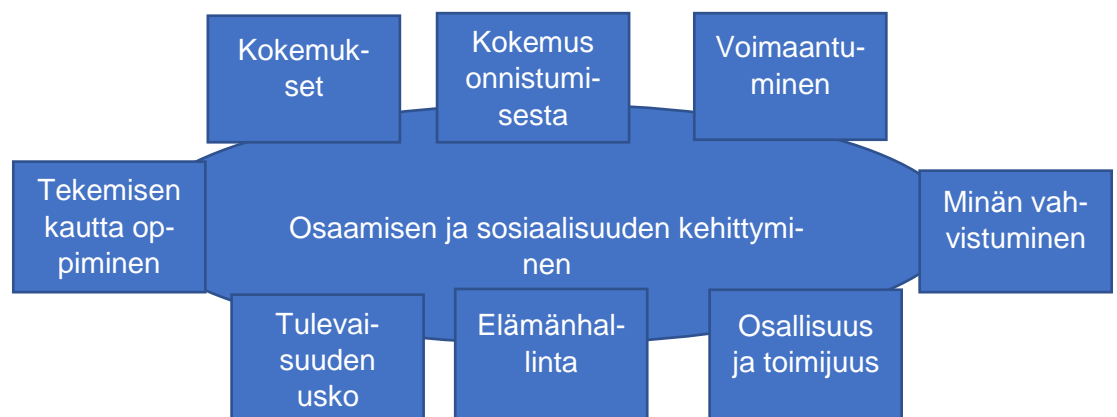 Kokemuk-
set
Kokemus
onnistumi-
sesta
Voimaantu-
minen
Tekemisen
kautta op-
piminen
Osaamisen ja sosiaalisuuden kehittymi-
nen
Minän vah-
vistuminen
Tulevai-
suuden
usko
Elämänhal-
linta
Osallisuus
ja toimijuus